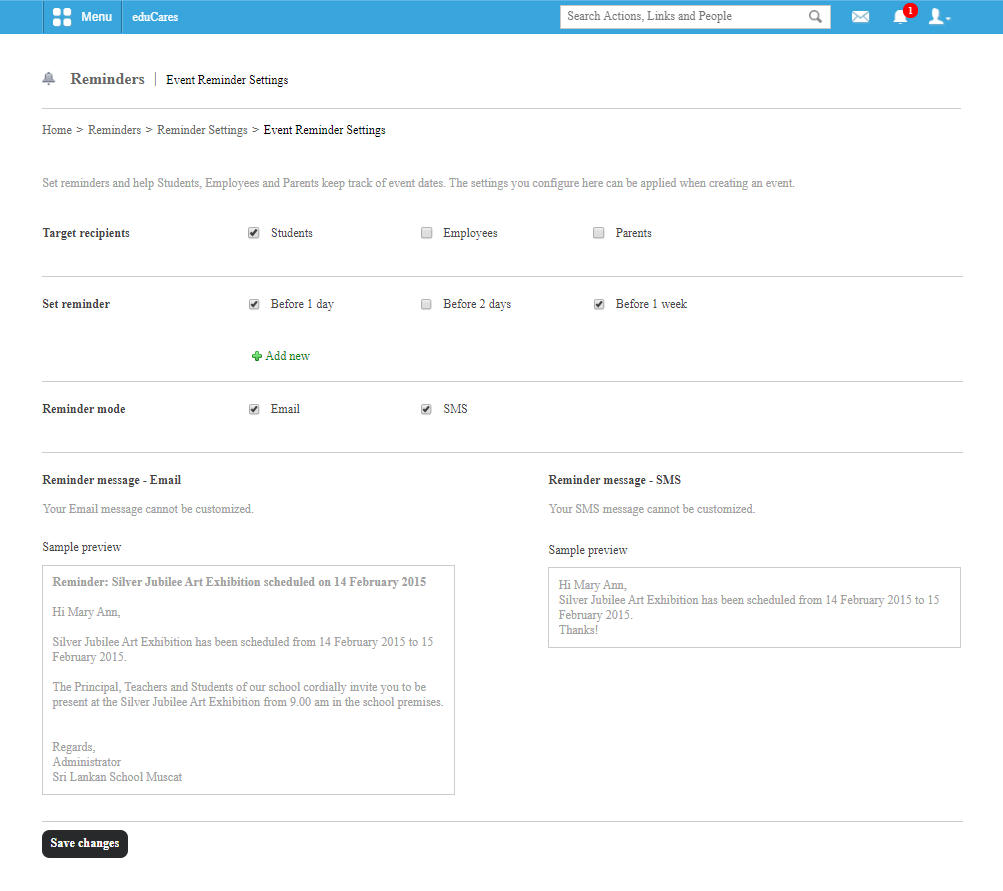 Menu
eduCares
Search Actions, Links and People
1
Reminders | Event Reminder Settings
Home > Reminders > Reminder Settings > Event Reminder Settings
Set reminders and help Students, Employees and Parents keep track of event dates. The settings you configure here can be applied when creating an event.
Target recipients
Students
Employees
Parents
Set reminder
Before 1 day
Before 2 days
Before 1 week
Add new
Reminder mode
Email
SMS
Reminder message - Email
Your Email message cannot be customized.
Sample preview
Reminder: Silver Jubilee Art Exhibition scheduled on 14 February 2015
Hi Mary Ann,
Silver Jubilee Art Exhibition has been scheduled from 14 February 2015 to 15
February 2015.
The Principal, Teachers and Students of our school cordially invite you to be
present at the Silver Jubilee Art Exhibition from 9.00 am in the school premises.
Regards,
Administrator
Sri Lankan School Muscat
Reminder message - SMS
Your SMS message cannot be customized.
Sample preview
Hi Mary Ann,
Silver Jubilee Art Exhibition has been scheduled from 14 February 2015 to 15
February 2015.
Thanks!
Save changes